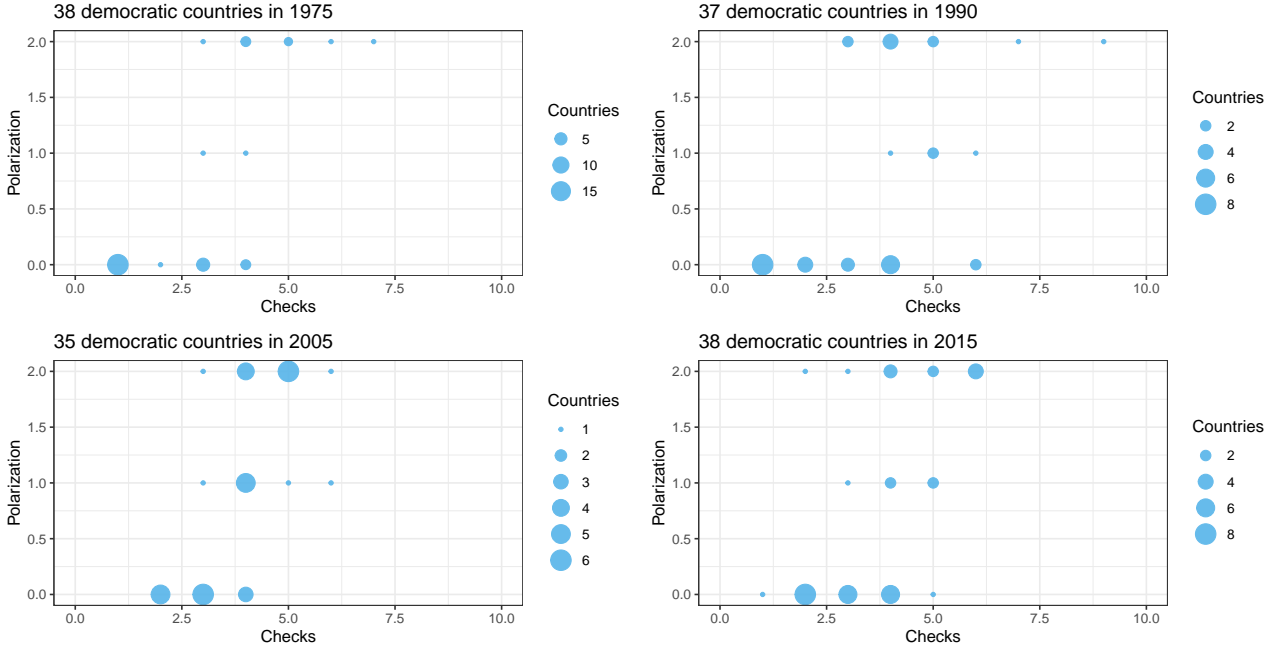 38 democratic countries in 1975
2.0
1.5
1.0
0.5
0.0
Polarization
0.0 2.5 5.0 7.5 10.0
Checks
Countries
5
10
15
37 democratic countries in 1990
2.0
1.5
1.0
0.5
0.0
Polarization
0.0 2.5 5.0 7.5 10.0
Checks
Countries
2
4
6
8
35 democratic countries in 2005
2.0
1.5
1.0
0.5
0.0
Polarization
0.0 2.5 5.0 7.5 10.0
Checks
Countries
1
2
3
4
5
6
38 democratic countries in 2015
2.0
1.5
1.0
0.5
0.0
Polarization
0.0 2.5 5.0 7.5 10.0
Checks
Countries
2
4
6
8